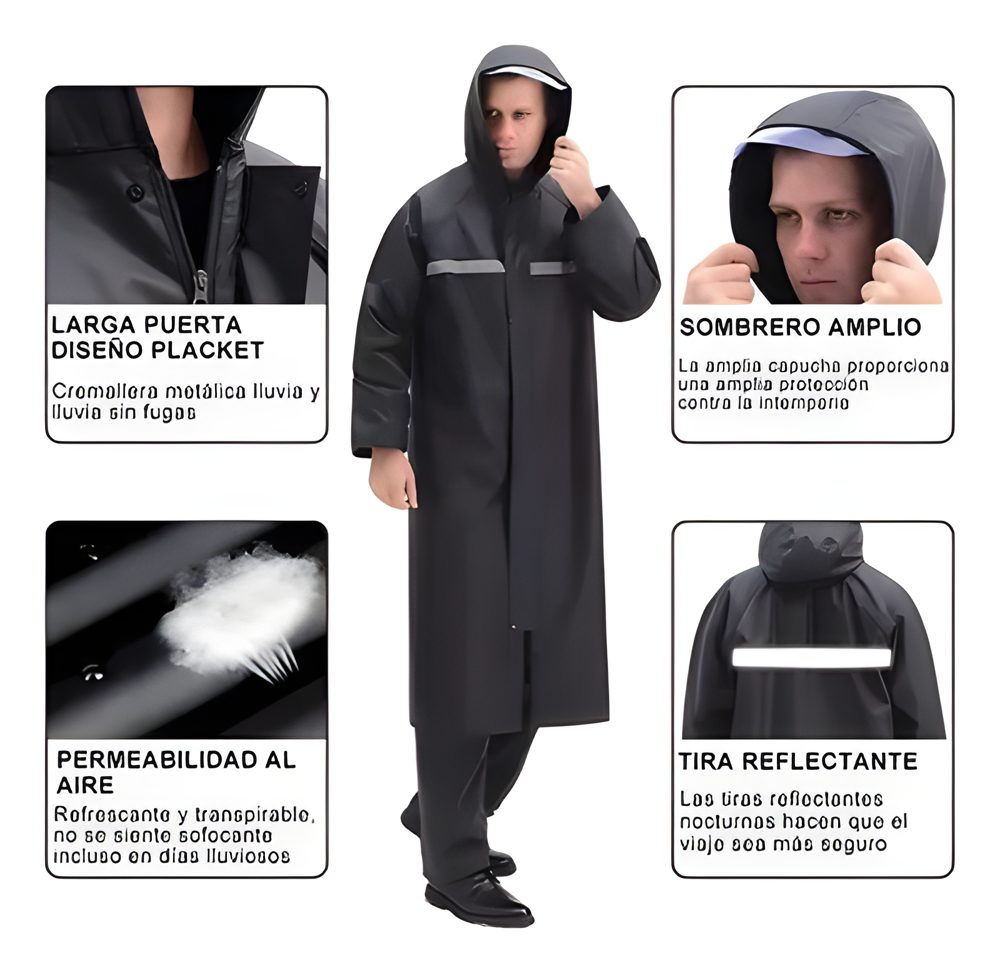 LARGA PUERTA
DISEÑO PLACKET
Cremallera metálica lluvia y
lluvia sin fugas
SOMBRERO AMPLIO
La amplia capucha proporciona
una amplia protección
contra la intemperie
PERMEABILIDAD AL
AIRE
Refrescante y transpirable,
no se siente sofocante
incluso en días lluviosos
TIRA REFLECTANTE
Las tiras reflectantes
nocturnas hacen que el
viaje sea más seguro